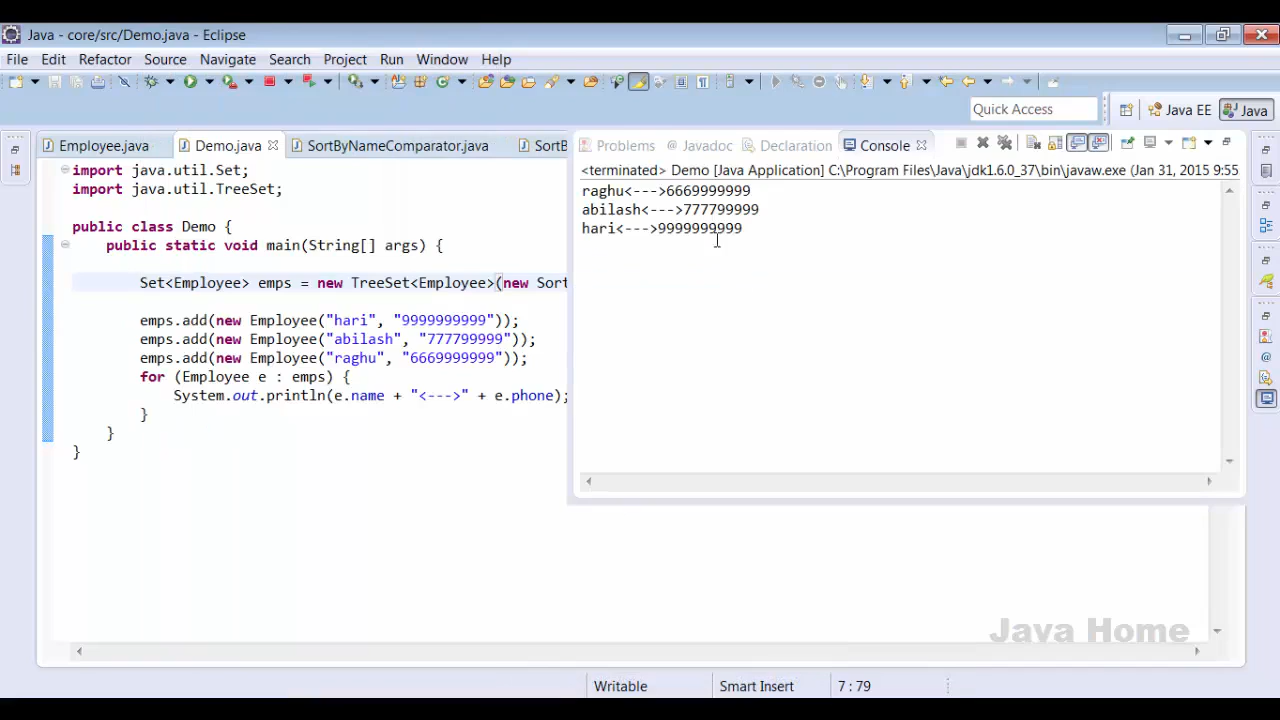 Java - core/src/Demo.java - Eclipse
File Edit Refactor Source Navigate Search Project Run Window Help
Quick Access
Java EE
Java
Employee.java
Demo.java
SortByNameComparator.java
SortB
import java.util.Set;
import java.util.TreeSet;
public class Demo {
public static void main(String[] args) {
Set<Employee> emps = new TreeSet<Employee>(new Sort
emps.add(new Employee("hari", "9999999999"));
emps.add(new Employee("abilash", "777799999"));
emps.add(new Employee("raghu", "6669999999"));
for (Employee e : emps) {
System.out.println(e.name + "<--->" + e.phone);
}
}
}
Problems @ Javadoc Declaration Console
<terminated> Demo [Java Application] C:\Program Files\Java\jdk1.6.0_37\bin\javaw.exe (Jan 31, 2015 9:55
raghu<--->6669999999
abilash<--->777799999
hari<--->9999999999
Java Home
Writable
Smart Insert
7 : 79